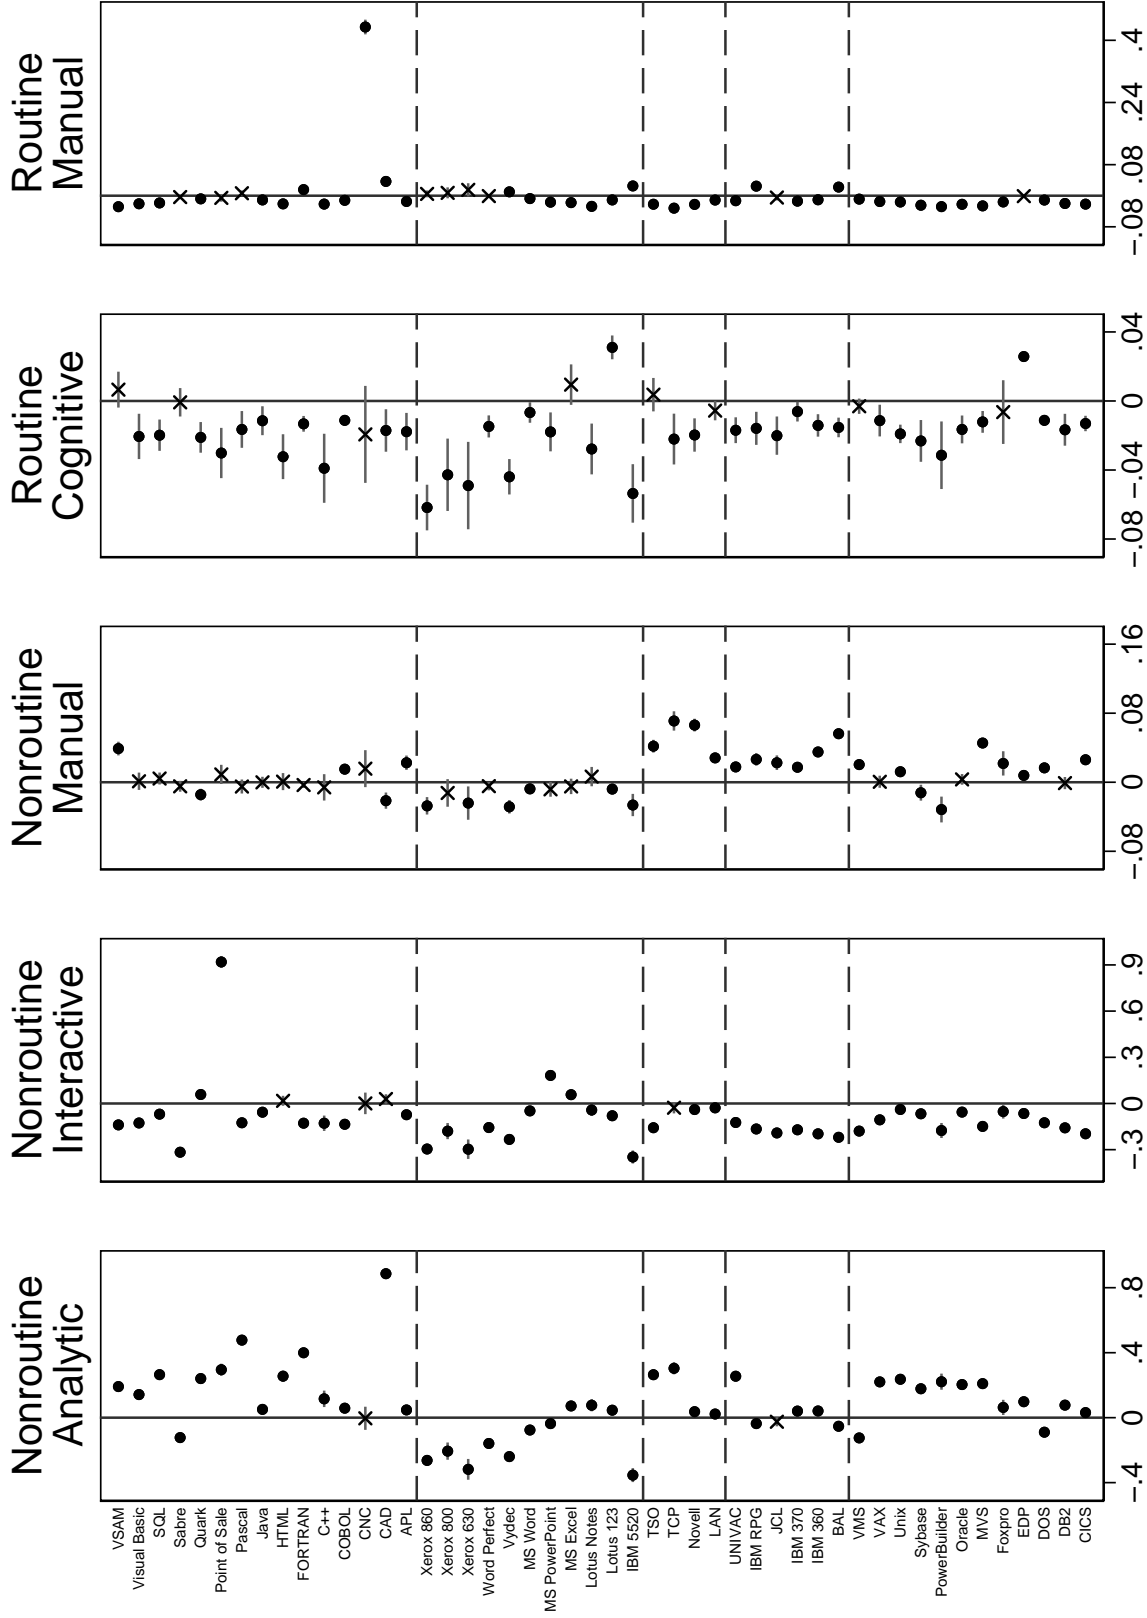 Nonroutine
Analytic
Nonroutine
Interactive
Nonroutine
Manual
Routine
Cognitive
Routine
Manual
VSAM
Visual Basic
SQL
Sabre
Quark
Point of Sale
Pascal
Java
HTML
FORTRAN
C++
COBOL
CNC
CAD
APL
Xerox 860
Xerox 800
Xerox 630
Word Perfect
Vydec
MS Word
MS PowerPoint
MS Excel
Lotus Notes
Lotus 123
IBM 5520
TSO
TCP
Novell
LAN
UNIVAC
IBM RPG
JCL
IBM 370
IBM 360
BAL
VMS
VAX
Unix
Sybase
PowerBuilder
Oracle
MVS
Foxpro
EDP
DOS
DB2
CICS
−.4 0 .4 .8
−.3 0 .3 .6 .9
−.08 0 .08 .16
−.08 −.04 0 .04
−.08 .08 .24 .4